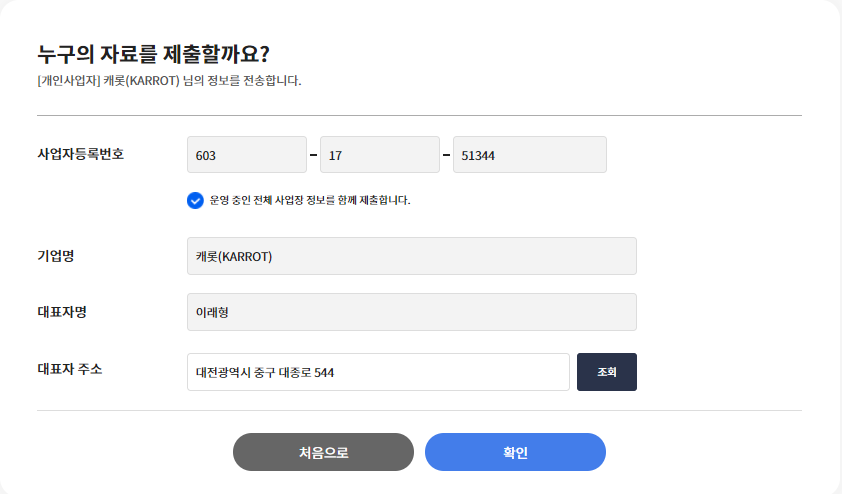 누구의 자료를 제출할까요?
[개인사업자] 캐롯(KARROT) 님의 정보를 전송합니다.
사업자등록번호 603 - 17 - 51344
운영 중인 전체 사업장 정보를 함께 제출합니다.
기업명 캐롯(KARROT)
대표자명 이래형
대표자 주소 대전광역시 중구 대종로 544 조회
처음으로 확인